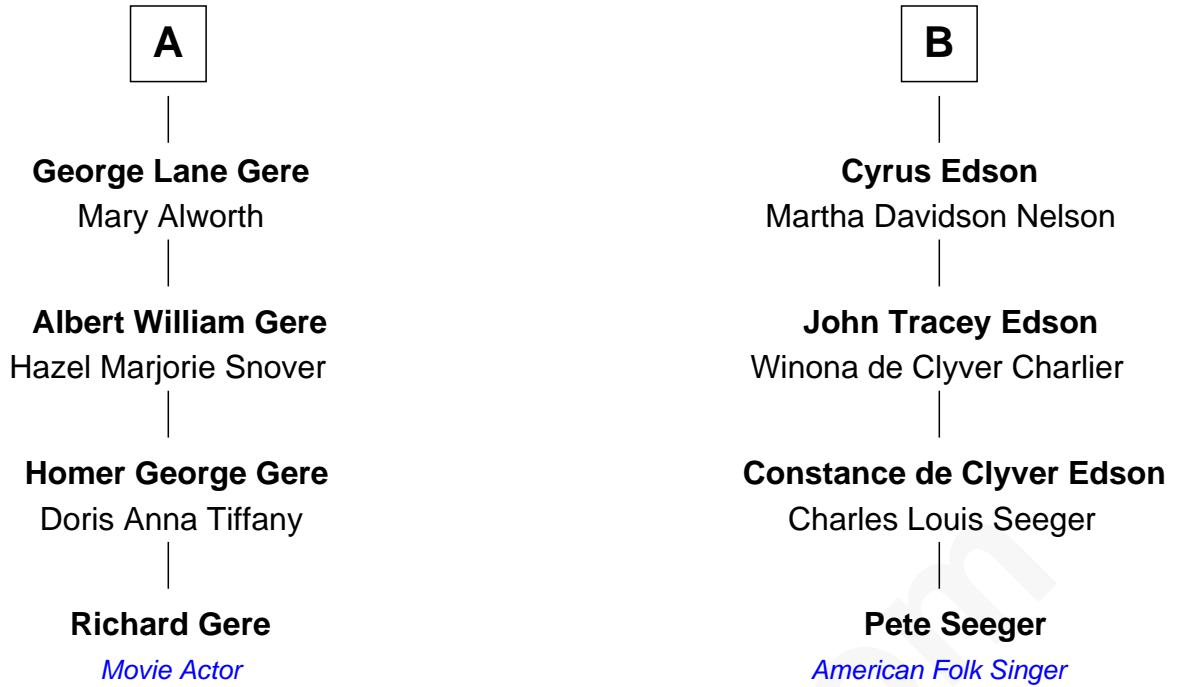 A
George Lane Gere
Mary Alworth
Albert William Gere
Hazel Marjorie Snover
Homer George Gere
Doris Anna Tiffany
Richard Gere
Movie Actor
B
Cyrus Edson
Martha Davidson Nelson
John Tracey Edson
Winona de Clyver Charlier
Constance de Clyver Edson
Charles Louis Seeger
Pete Seeger
American Folk Singer
om